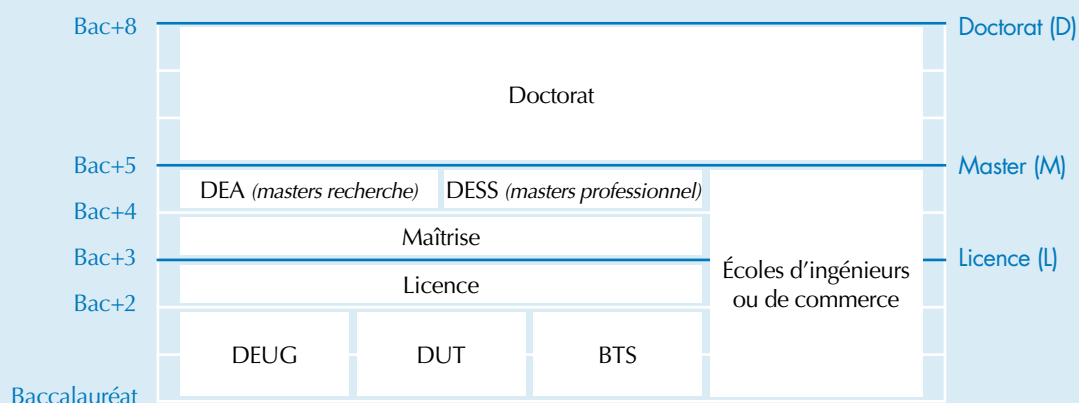 Bac+8
Doctorat (D)
Doctorat
Bac+5
Master (M)
DEA (masters recherche)
DESS (masters professionnel)
Bac+4
Maîtrise
Bac+3
Licence (L)
Écoles d'ingénieurs
ou de commerce
Licence
Bac+2
DEUG
DUT
BTS
Baccalauréat